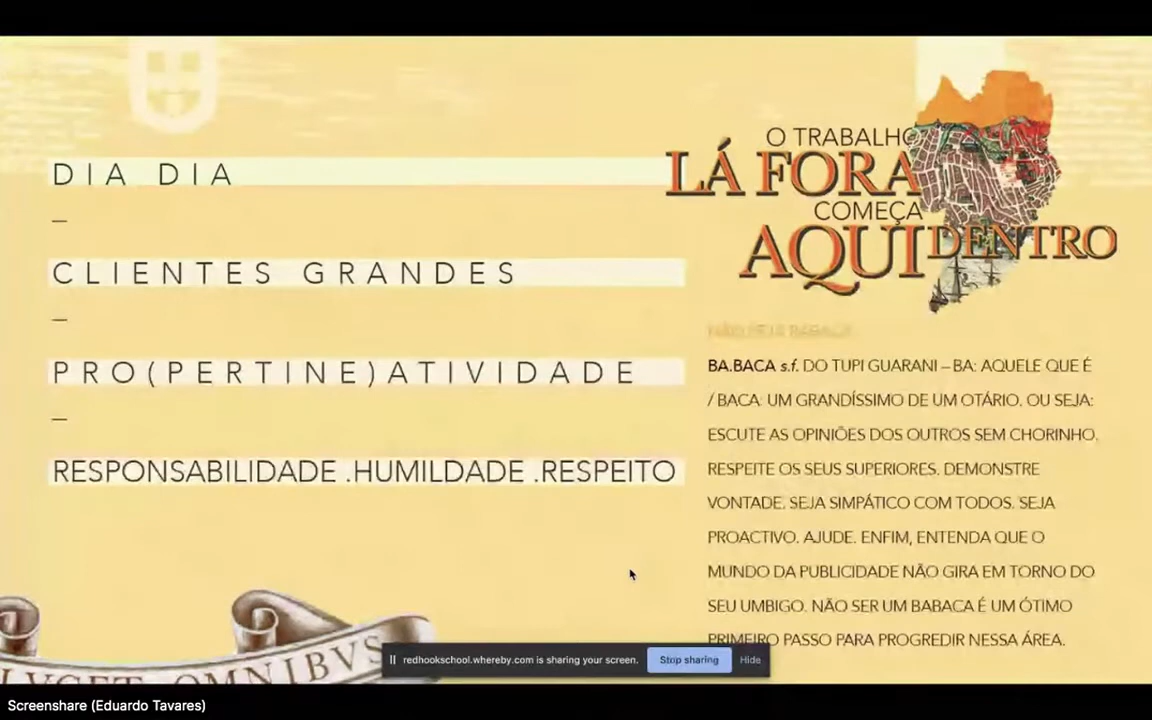 DIA DIA
–
CLIENTES GRANDES
–
PRO(PERTINE)ATIVIDADE
–
RESPONSABILIDADE .HUMILDADE .RESPEITO
O TRABALHO
LÁ FORA
COMEÇA
AQUI DENTRO
NÃO SEJA BABACA
BA.BACA s.f. DO TUPI GUARANI – BA: AQUELE QUE É
/ BACA: UM GRANDÍSSIMO DE UM OTÁRIO. OU SEJA:
ESCUTE AS OPINIÕES DOS OUTROS SEM CHORINHO.
RESPEITE OS SEUS SUPERIORES. DEMONSTRE
VONTADE. SEJA SIMPÁTICO COM TODOS. SEJA
PROACTIVO. AJUDE. ENFIM, ENTENDA QUE O
MUNDO DA PUBLICIDADE NÃO GIRA EM TORNO DO
SEU UMBIGO. NÃO SER UM BABACA É UM ÓTIMO
PRIMEIRO PASSO PARA PROGREDIR NESSA ÁREA.
OMNIBVS
redhookschool.whereby.com is sharing your screen. Stop sharing Hide
Screenshare (Eduardo Tavares)